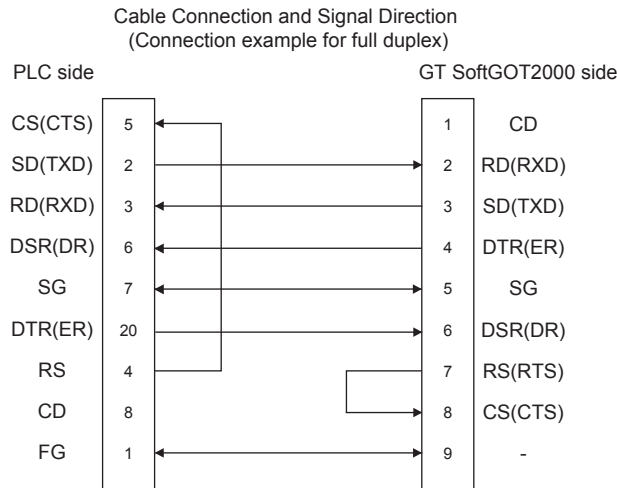 Cable Connection and Signal Direction
(Connection example for full duplex)
PLC side GT SoftGOT2000 side
CS(CTS) 5 1 CD
SD(TXD) 2 2 RD(RXD)
RD(RXD) 3 3 SD(TXD)
DSR(DR) 6 4 DTR(ER)
SG 7 5 SG
DTR(ER) 20 6 DSR(DR)
RS 4 7 RS(RTS)
CD 8 8 CS(CTS)
FG 1 9 -